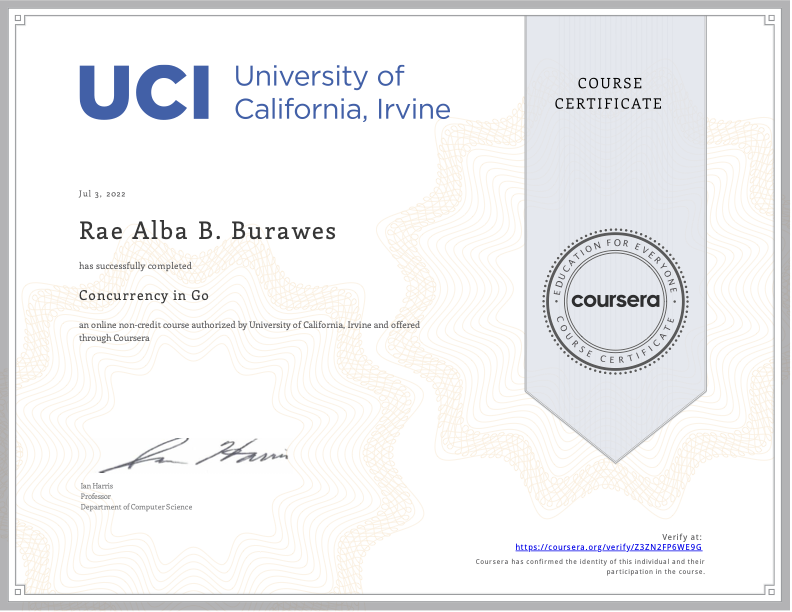 UCI
University of
California, Irvine
COURSE
CERTIFICATE
Jul 3, 2022
Rae Alba B. Burawes
has successfully completed
Concurrency in Go
an online non-credit course authorized by University of California, Irvine and offered
through Coursera
EDUCATION FOR EVERYONE
coursera
COURSE CERTIFICATE
Ian Harris
Ian Harris
Professor
Department of Computer Science
Verify at:
https://coursera.org/verify/Z3ZN2FP6WE9G
Coursera has confirmed the identity of this individual and their
participation in the course.